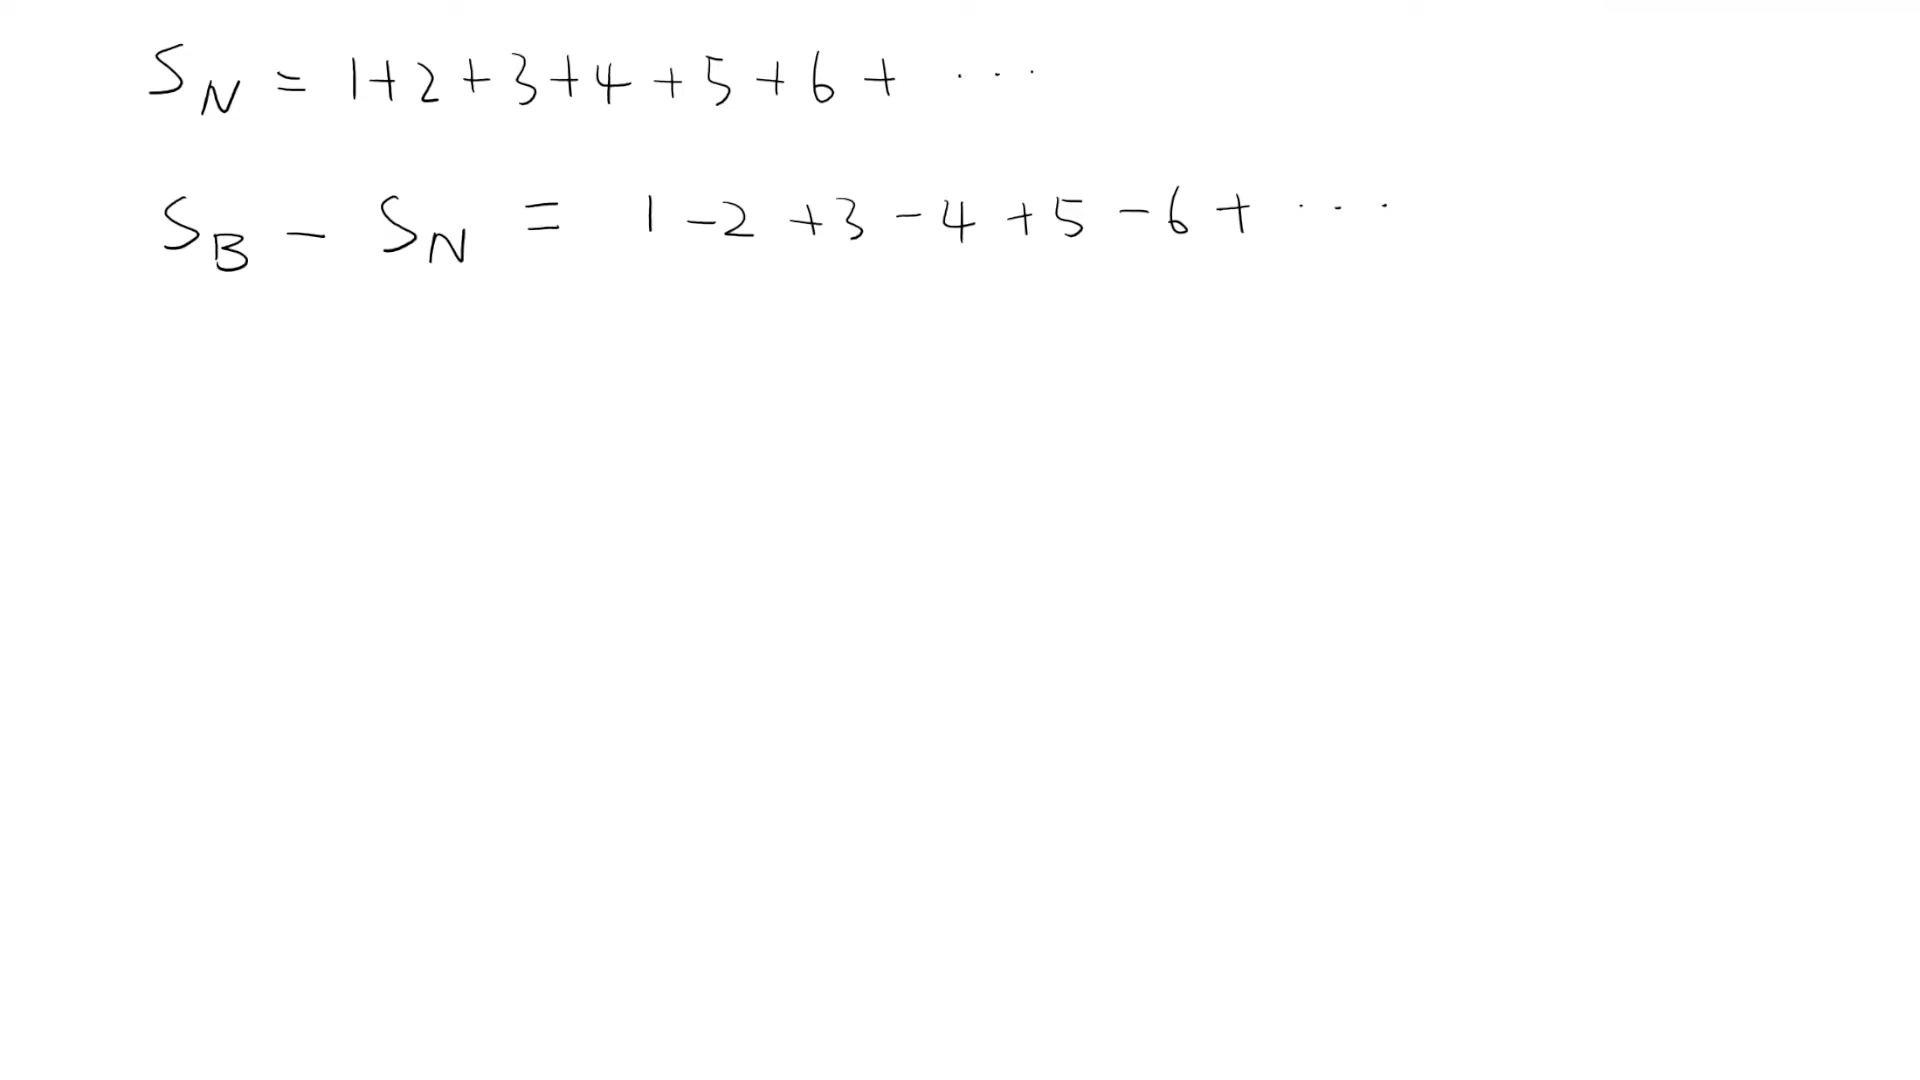 S_N = 1+2+3+4+5+6+ ...
S_B - S_N = 1-2+3-4+5-6+ ...